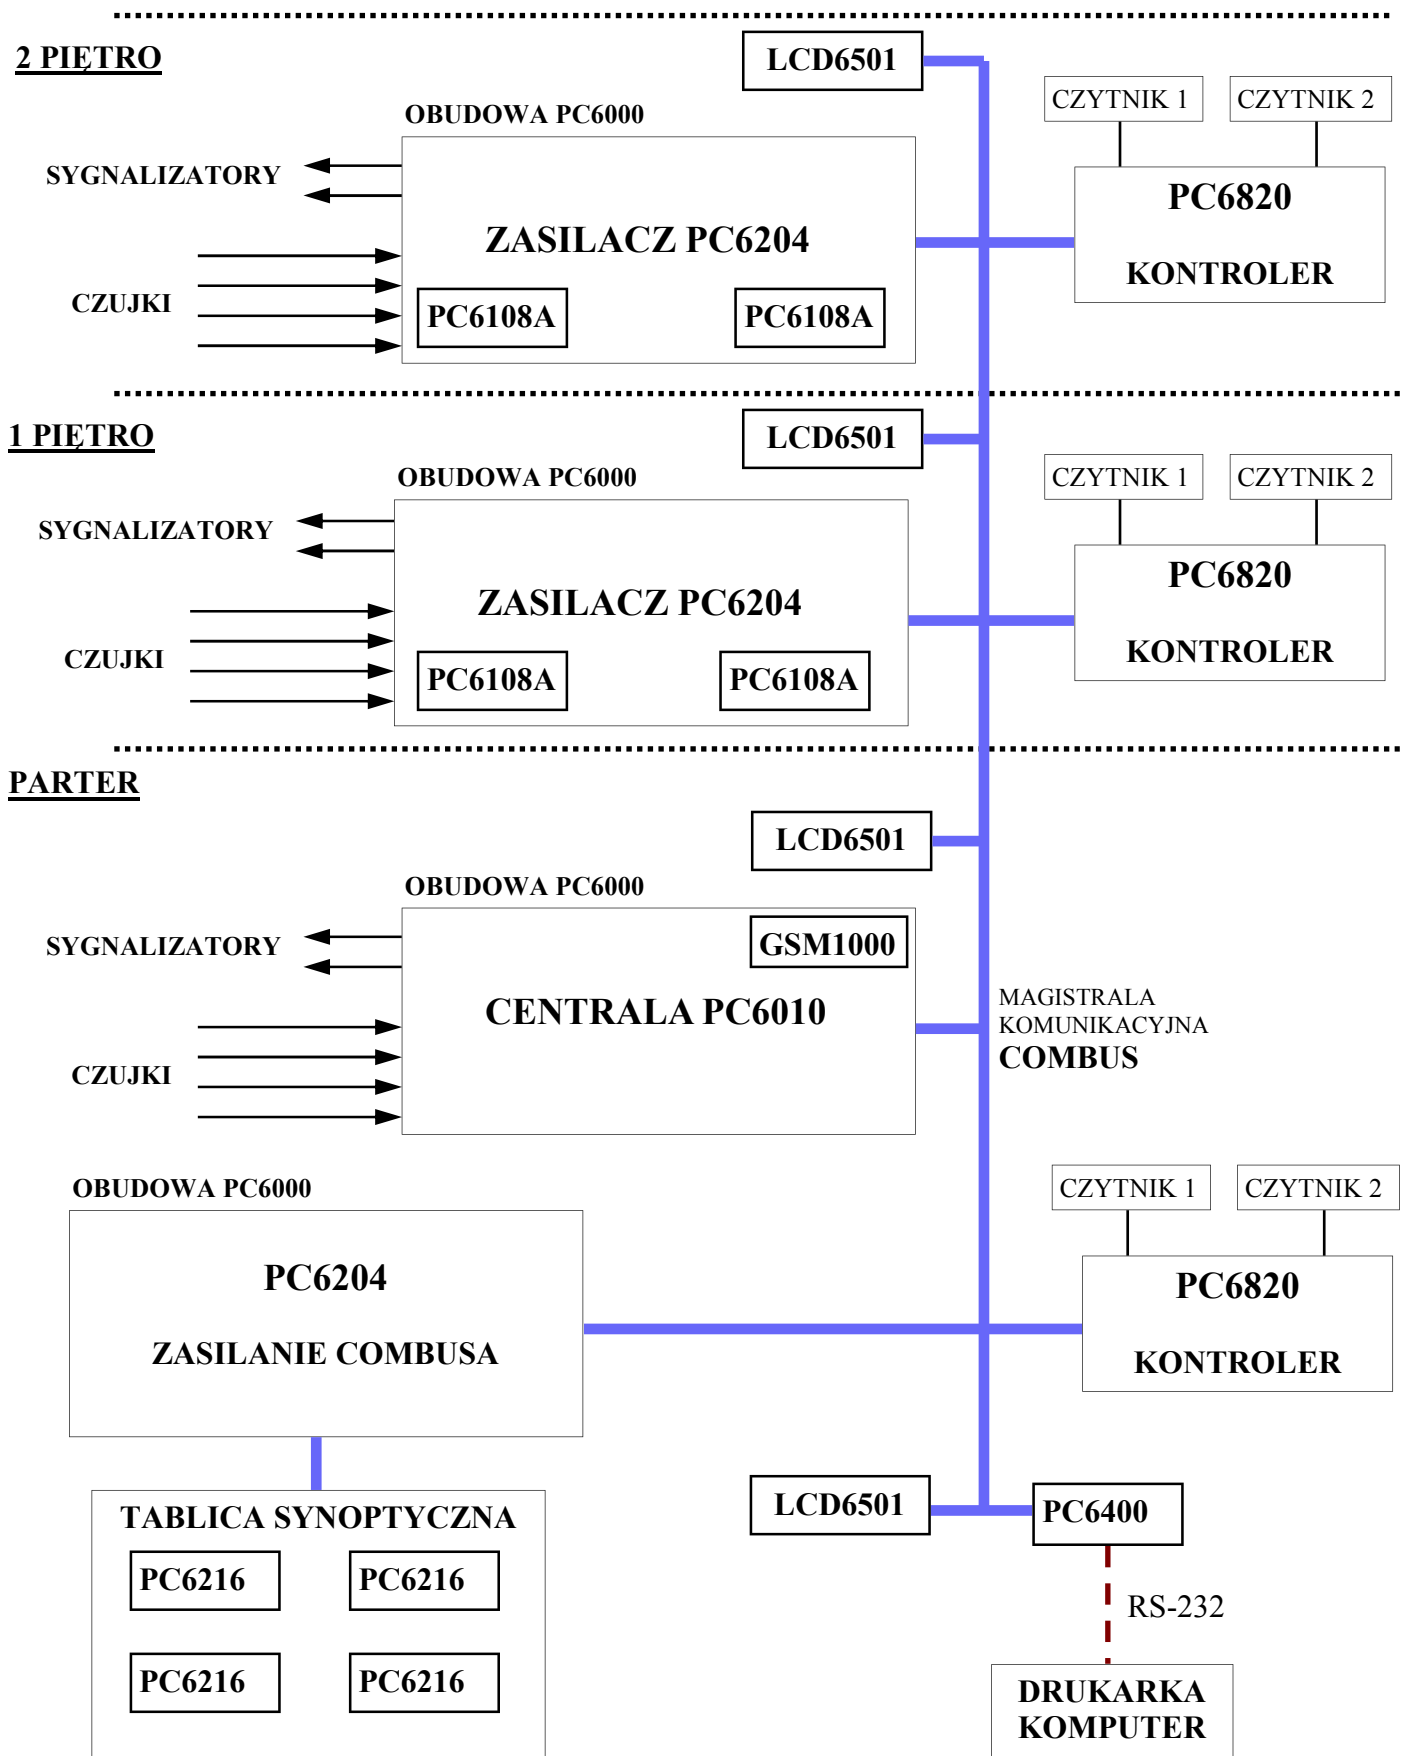 2 PIĘTRO
LCD6501
CZYTNIK 1
CZYTNIK 2
OBUDOWA PC6000
SYGNALIZATORY
PC6820
ZASILACZ PC6204
KONTROLER
CZUJKI
PC6108A
PC6108A
1 PIĘTRO
LCD6501
CZYTNIK 1
CZYTNIK 2
OBUDOWA PC6000
SYGNALIZATORY
PC6820
ZASILACZ PC6204
KONTROLER
CZUJKI
PC6108A
PC6108A
PARTER
LCD6501
OBUDOWA PC6000
SYGNALIZATORY
GSM1000
CENTRALA PC6010
MAGISTRALA
KOMUNIKACYJNA
COMBUS
CZUJKI
OBUDOWA PC6000
CZYTNIK 1
CZYTNIK 2
PC6204
ZASILANIE COMBUSA
PC6820
KONTROLER
LCD6501
PC6400
TABLICA SYNOPTYCZNA
PC6216
PC6216
RS-232
PC6216
PC6216
DRUKARKA
KOMPUTER